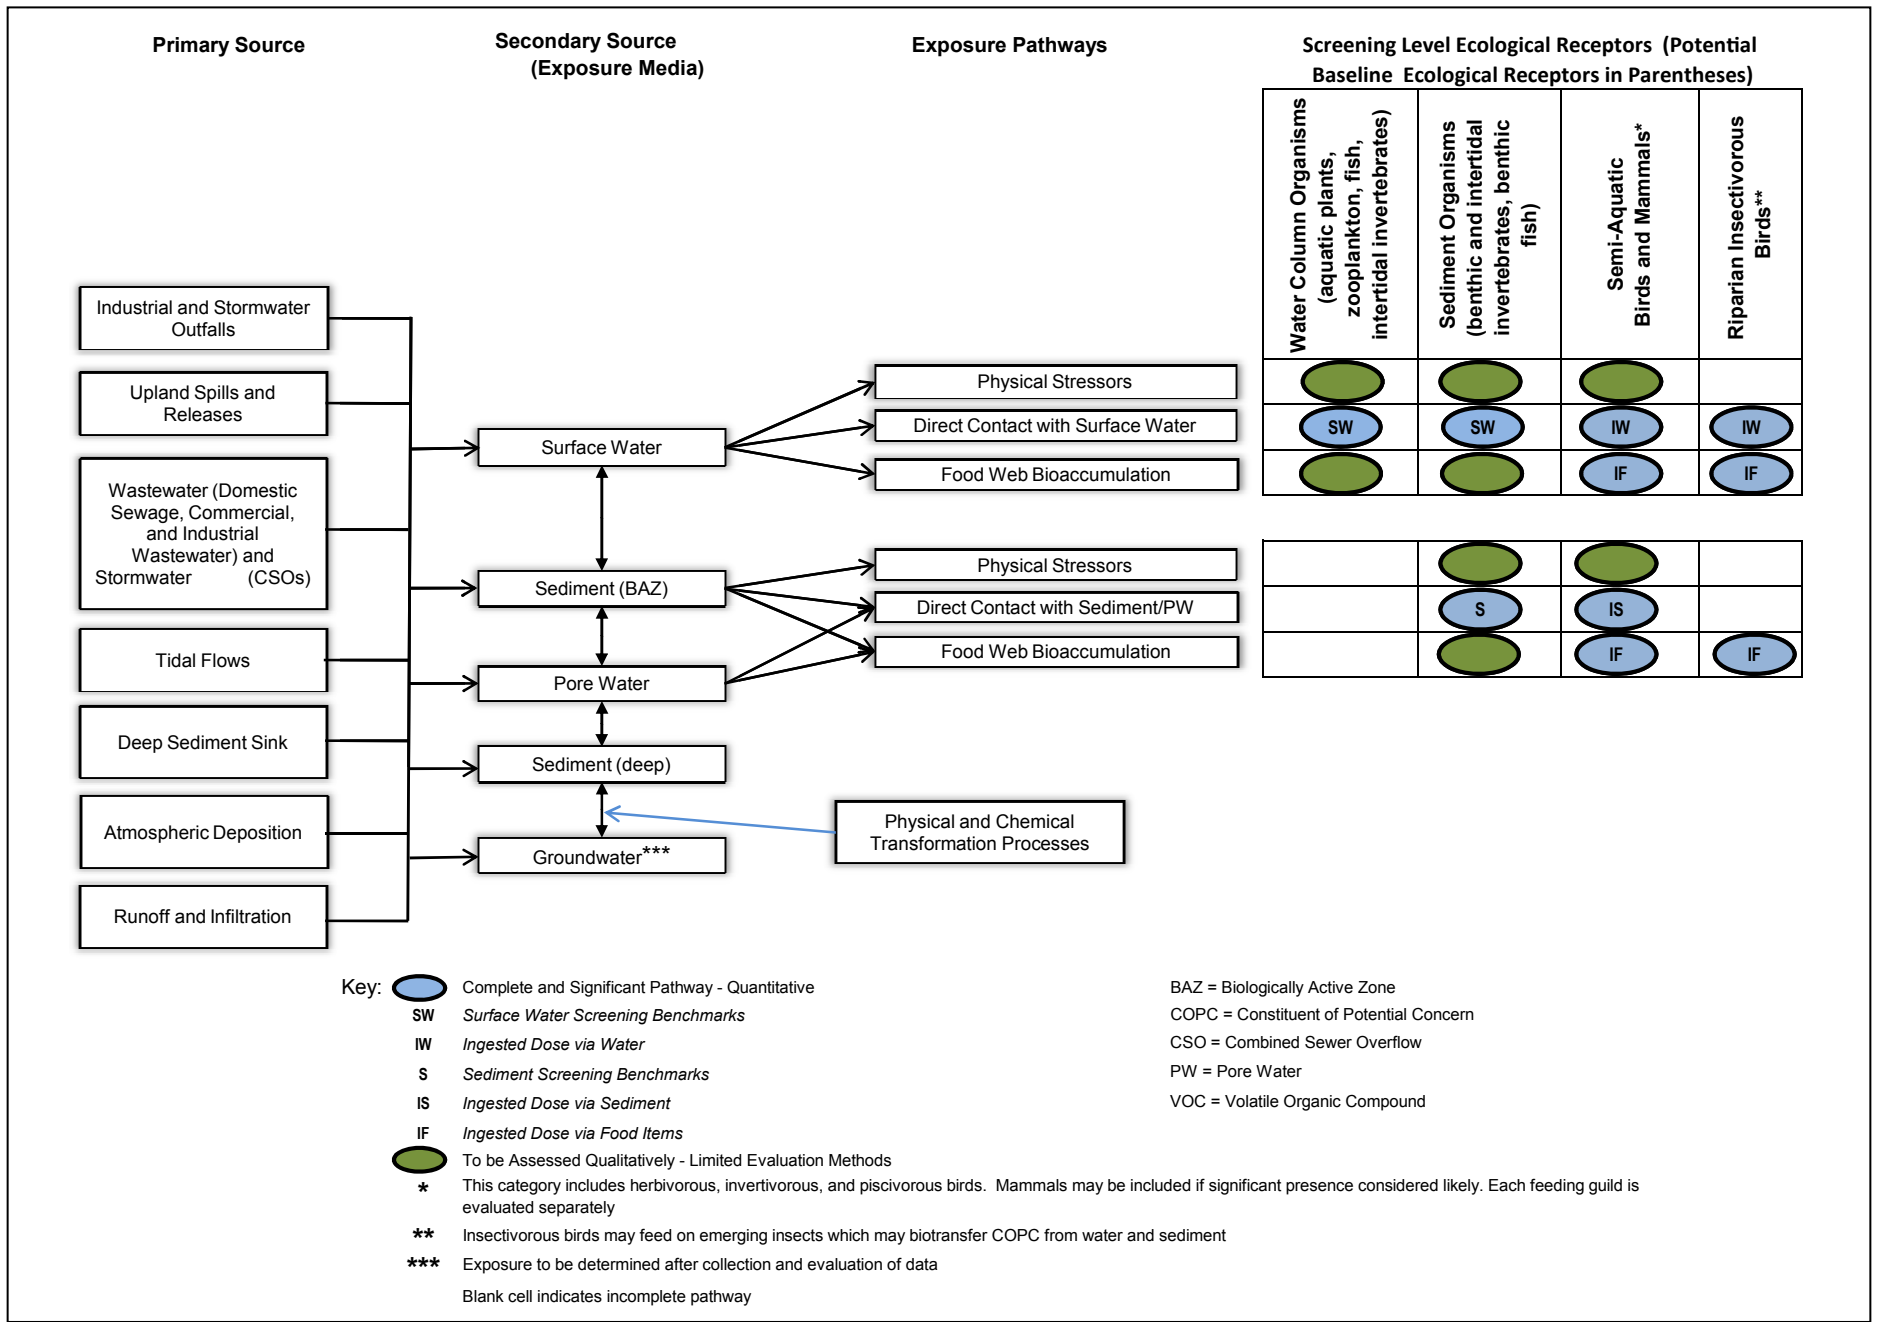 Primary Source
Secondary Source
(Exposure Media)
Exposure Pathways
Screening Level Ecological Receptors (Potential
Baseline Ecological Receptors in Parentheses)
Water Column Organisms
(aquatic plants,
zooplankton, fish,
intertidal invertebrates)
Sediment Organisms
(benthic and intertidal
invertebrates, benthic
fish)
Semi-Aquatic
Birds and Mammals*
Riparian Insectivorous
Birds**
Industrial and Stormwater
Outfalls
Upland Spills and
Releases
Wastewater (Domestic
Sewage, Commercial,
and Industrial
Wastewater) and
Stormwater (CSOs)
Tidal Flows
Deep Sediment Sink
Atmospheric Deposition
Runoff and Infiltration
Surface Water
Sediment (BAZ)
Pore Water
Sediment (deep)
Groundwater***
Physical Stressors
Direct Contact with Surface Water
SW SW IW IW
Food Web Bioaccumulation
IF IF
Physical Stressors
Direct Contact with Sediment/PW
S IS
Food Web Bioaccumulation
IF IF
Physical and Chemical
Transformation Processes
Key: Complete and Significant Pathway - Quantitative
SW Surface Water Screening Benchmarks
IW Ingested Dose via Water
S Sediment Screening Benchmarks
IS Ingested Dose via Sediment
IF Ingested Dose via Food Items
To be Assessed Qualitatively - Limited Evaluation Methods
* This category includes herbivorous, invertivorous, and piscivorous birds. Mammals may be included if significant presence considered likely. Each feeding guild is
evaluated separately
** Insectivorous birds may feed on emerging insects which may biotransfer COPC from water and sediment
*** Exposure to be determined after collection and evaluation of data
Blank cell indicates incomplete pathway
BAZ = Biologically Active Zone
COPC = Constituent of Potential Concern
CSO = Combined Sewer Overflow
PW = Pore Water
VOC = Volatile Organic Compound